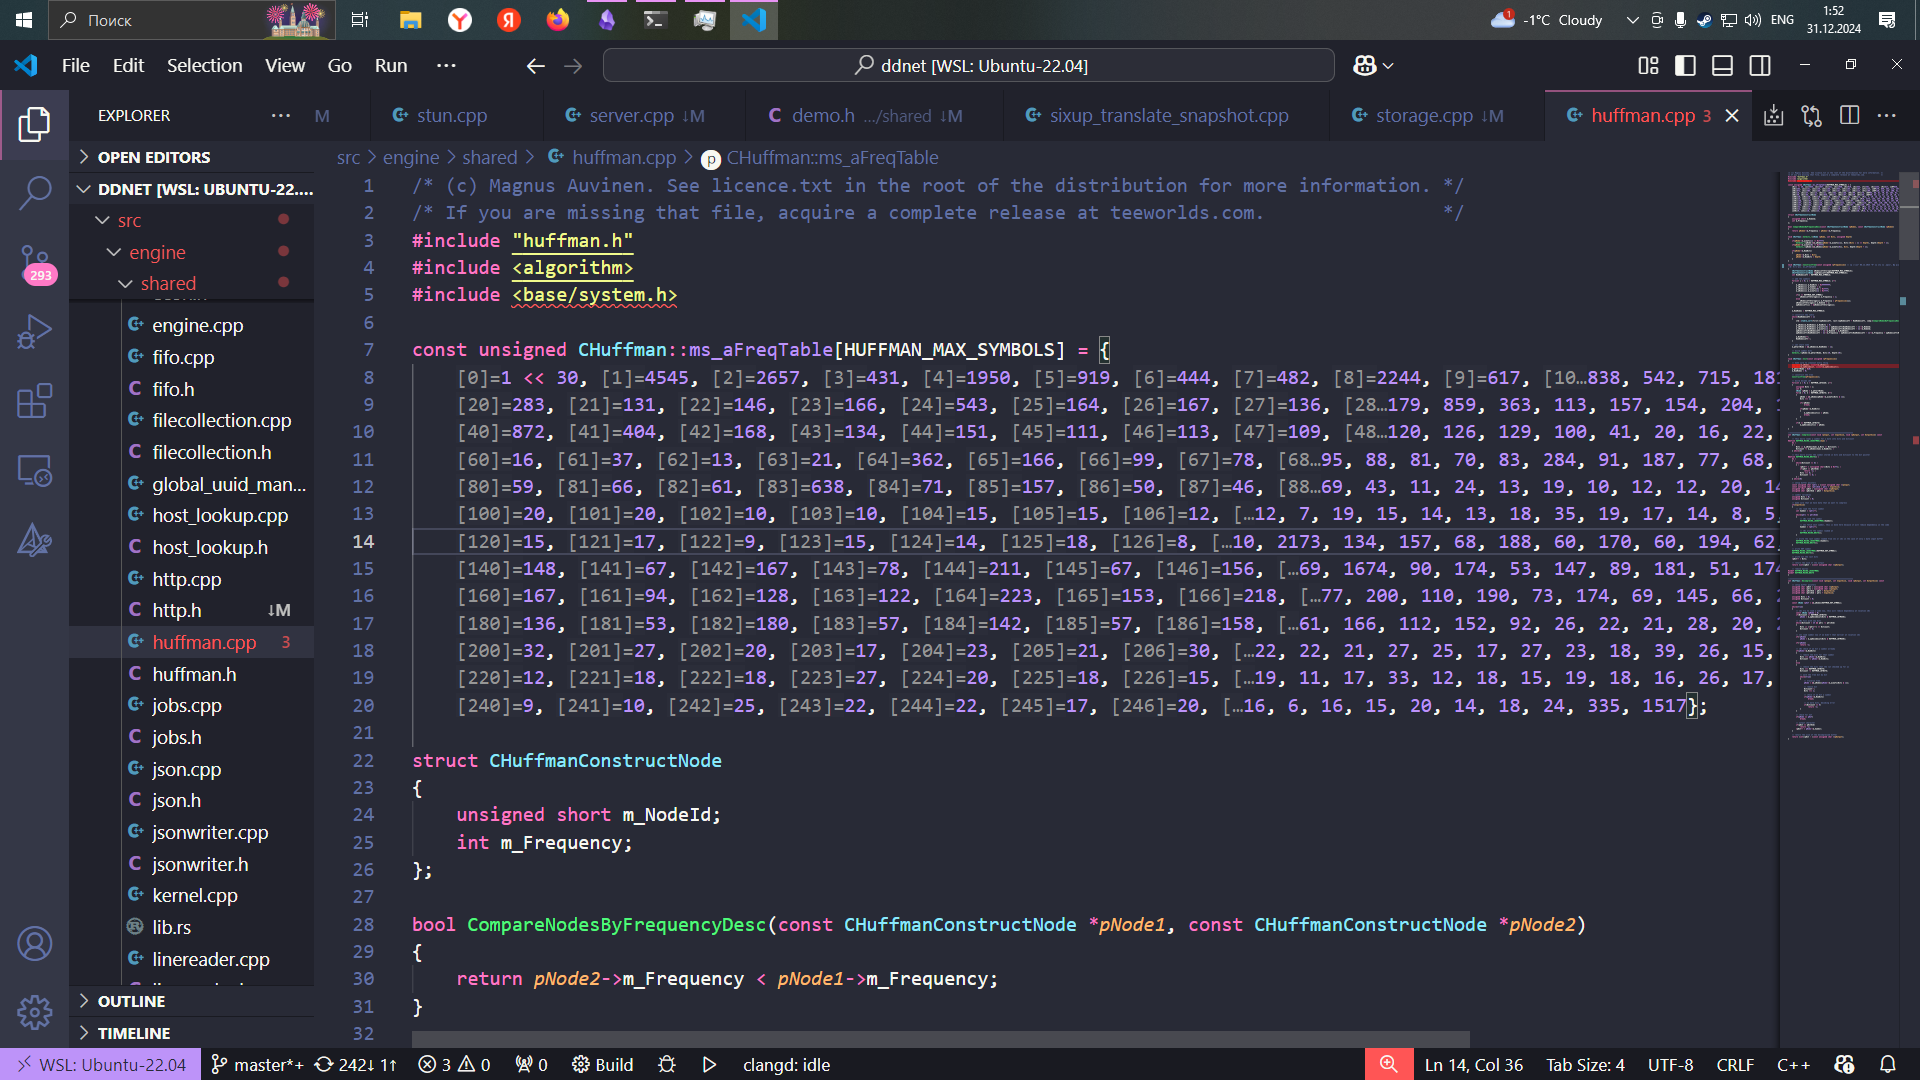 Поиск
-1°C Cloudy
ENG
1:52
31.12.2024
File Edit Selection View Go Run ···
ddnet [WSL: Ubuntu-22.04]
EXPLORER ···
M
stun.cpp
server.cpp ↓M
demo.h .../shared ↓M
sixup_translate_snapshot.cpp
storage.cpp ↓M
huffman.cpp 3
OPEN EDITORS
DDNET [WSL: UBUNTU-22....
src
engine
shared
engine.cpp
fifo.cpp
fifo.h
filecollection.cpp
filecollection.h
global_uuid_man...
host_lookup.cpp
host_lookup.h
http.cpp
http.h ↓M
huffman.cpp 3
huffman.h
jobs.cpp
jobs.h
json.cpp
json.h
jsonwriter.cpp
jsonwriter.h
kernel.cpp
lib.rs
linereader.cpp
OUTLINE
TIMELINE
293
src > engine > shared > huffman.cpp > CHuffman::ms_aFreqTable
1 /* (c) Magnus Auvinen. See licence.txt in the root of the distribution for more information. */
2 /* If you are missing that file, acquire a complete release at teeworlds.com. */
3 #include "huffman.h"
4 #include <algorithm>
5 #include <base/system.h>
6
7 const unsigned CHuffman::ms_aFreqTable[HUFFMAN_MAX_SYMBOLS] = {
8 [0]=1 << 30, [1]=4545, [2]=2657, [3]=431, [4]=1950, [5]=919, [6]=444, [7]=482, [8]=2244, [9]=617, [10…838, 542, 715, 181
9 [20]=283, [21]=131, [22]=146, [23]=166, [24]=543, [25]=164, [26]=167, [27]=136, [28…179, 859, 363, 113, 157, 154, 204,
10 [40]=872, [41]=404, [42]=168, [43]=134, [44]=151, [45]=111, [46]=113, [47]=109, [48…120, 126, 129, 100, 41, 20, 16, 22,
11 [60]=16, [61]=37, [62]=13, [63]=21, [64]=362, [65]=166, [66]=99, [67]=78, [68…95, 88, 81, 70, 83, 284, 91, 187, 77, 68,
12 [80]=59, [81]=66, [82]=61, [83]=638, [84]=71, [85]=157, [86]=50, [87]=46, [88…69, 43, 11, 24, 13, 19, 10, 12, 12, 20, 14
13 [100]=20, [101]=20, [102]=10, [103]=10, [104]=15, [105]=15, [106]=12, […12, 7, 19, 15, 14, 13, 18, 35, 19, 17, 14, 8, 5,
14 [120]=15, [121]=17, [122]=9, [123]=15, [124]=14, [125]=18, [126]=8, […10, 2173, 134, 157, 68, 188, 60, 170, 60, 194, 62,
15 [140]=148, [141]=67, [142]=167, [143]=78, [144]=211, [145]=67, [146]=156, […69, 1674, 90, 174, 53, 147, 89, 181, 51, 174
16 [160]=167, [161]=94, [162]=128, [163]=122, [164]=223, [165]=153, [166]=218, […77, 200, 110, 190, 73, 174, 69, 145, 66,
17 [180]=136, [181]=53, [182]=180, [183]=57, [184]=142, [185]=57, [186]=158, […61, 166, 112, 152, 92, 26, 22, 21, 28, 20,
18 [200]=32, [201]=27, [202]=20, [203]=17, [204]=23, [205]=21, [206]=30, […22, 22, 21, 27, 25, 17, 27, 23, 18, 39, 26, 15,
19 [220]=12, [221]=18, [222]=18, [223]=27, [224]=20, [225]=18, [226]=15, […19, 11, 17, 33, 12, 18, 15, 19, 18, 16, 26, 17,
20 [240]=9, [241]=10, [242]=25, [243]=22, [244]=22, [245]=17, [246]=20, […16, 6, 16, 15, 20, 14, 18, 24, 335, 1517};
21
22 struct CHuffmanConstructNode
23 {
24 unsigned short m_NodeId;
25 int m_Frequency;
26 };
27
28 bool CompareNodesByFrequencyDesc(const CHuffmanConstructNode *pNode1, const CHuffmanConstructNode *pNode2)
29 {
30 return pNode2->m_Frequency < pNode1->m_Frequency;
31 }
32
WSL: Ubuntu-22.04 master*+ 242↓ 1↑ 3 0 0 Build clangd: idle Ln 14, Col 36 Tab Size: 4 UTF-8 CRLF C++